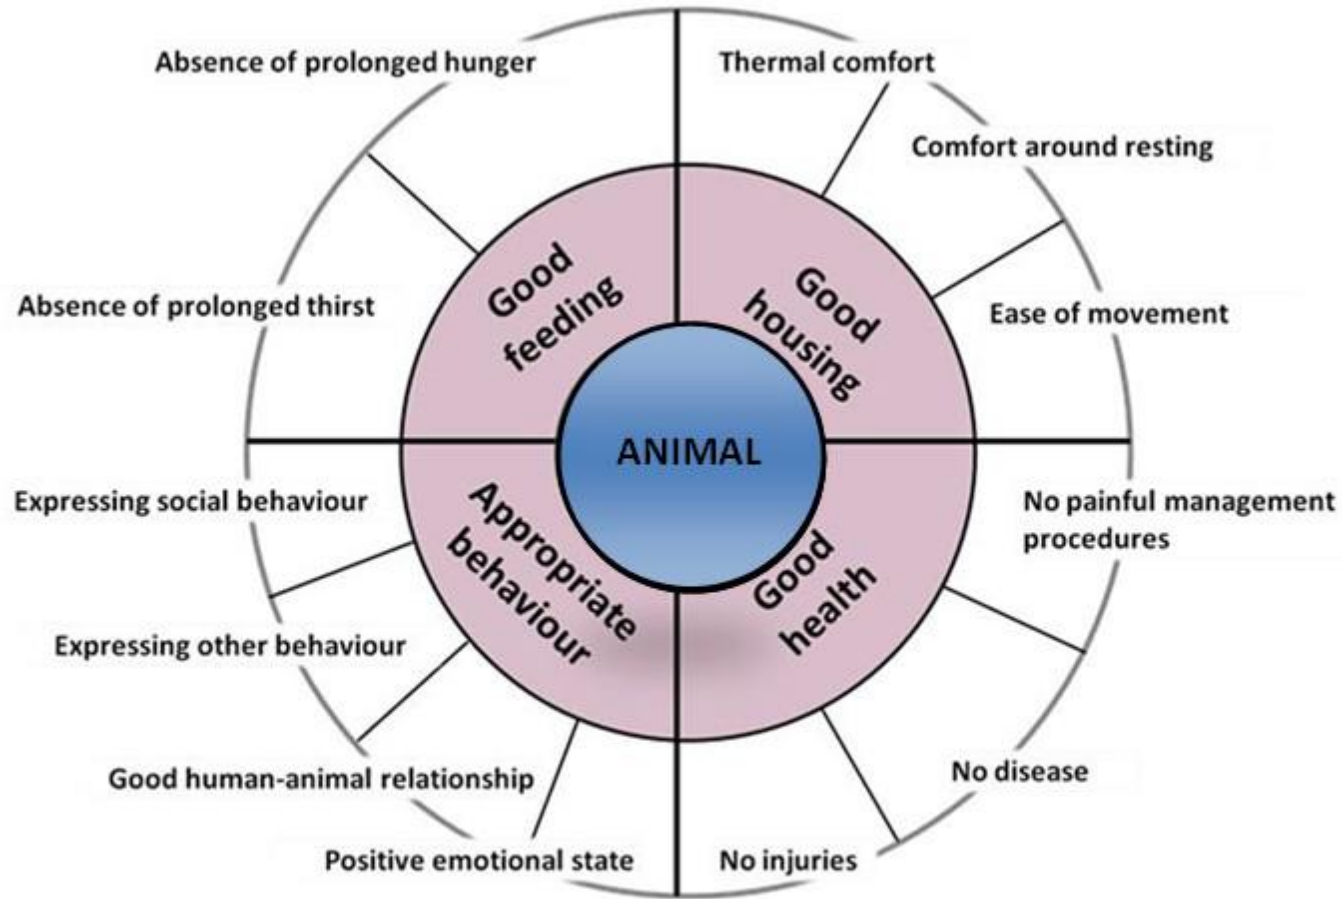 Absence of prolonged hunger
Thermal comfort
Comfort around resting
Good
feeding
Good
housing
Absence of prolonged thirst
Ease of movement
ANIMAL
Expressing social behaviour
Appropriate
behaviour
Good
health
No painful management
procedures
Expressing other behaviour
Good human-animal relationship
No disease
Positive emotional state
No injuries